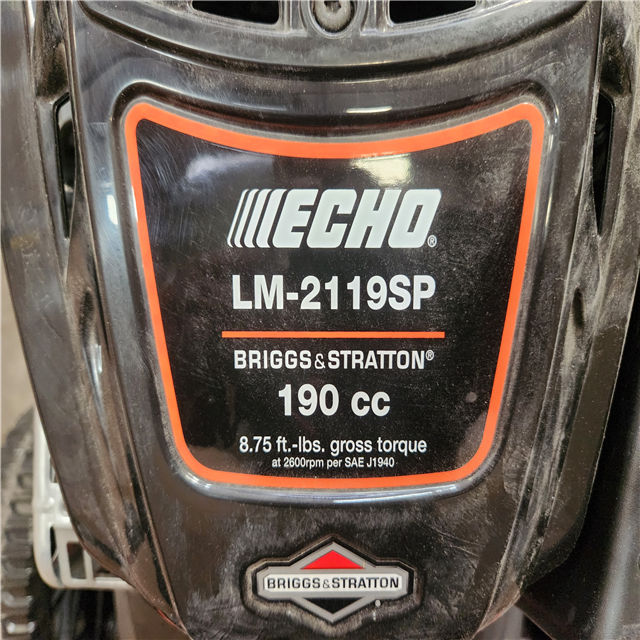 ECHO®
LM-2119SP
BRIGGS&STRATTON®
190 cc
8.75 ft.-lbs. gross torque
at 2600rpm per SAE J1940
BRIGGS&STRATTON